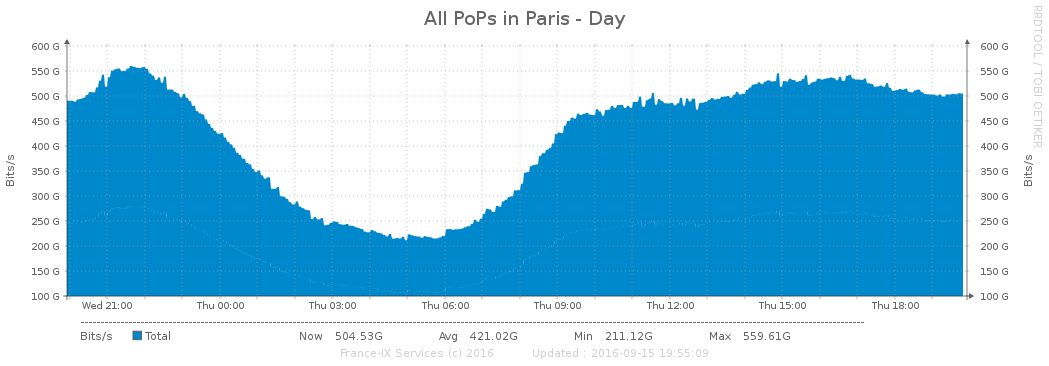 All PoPs in Paris - Day
RRDTOOL / TOBI OETIKER
600 G 600 G
550 G 550 G
500 G 500 G
450 G 450 G
400 G 400 G
350 G 350 G
300 G 300 G
250 G 250 G
200 G 200 G
150 G 150 G
100 G 100 G
Bits/s
Bits/s
Wed 21:00 Thu 00:00 Thu 03:00 Thu 06:00 Thu 09:00 Thu 12:00 Thu 15:00 Thu 18:00
Bits/s Total Now 504.53G Avg 421.02G Min 211.12G Max 559.61G
France-IX Services (c) 2016 Updated : 2016-09-15 19:55:09